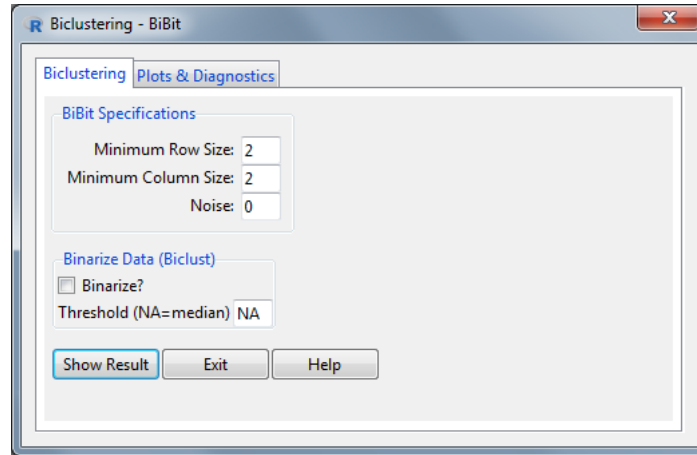 R Biclustering - BiBit
x
Biclustering Plots & Diagnostics
BiBit Specifications
Minimum Row Size: 2
Minimum Column Size: 2
Noise: 0
Binarize Data (Biclust)
Binarize?
Threshold (NA=median) NA
Show Result Exit Help